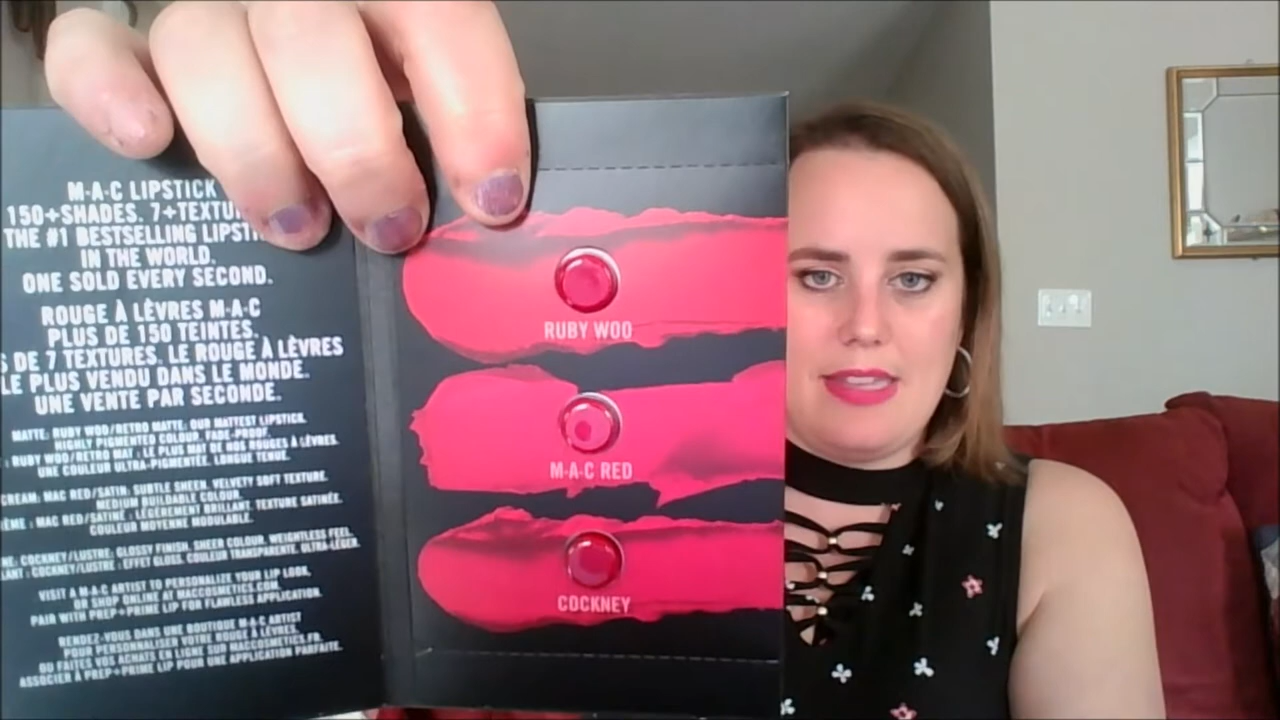 M·A·C LIPSTICK
150+SHADES. 7+
THE #1 BESTSELLING
IN THE WORLD.
ONE SOLD EVERY SECOND.
ROUGE À LÈVRES M·A·C
PLUS DE 150 TEINTES.
DE 7 TEXTURES. LE ROUGE À LÈVRES
LE PLUS VENDU DANS LE MONDE.
UNE VENTE PAR SECONDE.
MATTE: RUBY WOO/RETRO MATTE. OUR MATTEST LIPSTICK.
HIGHLY PIGMENTED COLOUR, FADE-PROOF.
: RUBY WOO/RETRO MAT : LE PLUS MAT DE NOS ROUGES À LÈVRES.
UNE COULEUR ULTRA-PIGMENTÉE, LONGUE TENUE.
CREAM: MAC RED/SATIN: SUBTLE SHEEN, VELVETY SOFT TEXTURE.
MEDIUM BUILDABLE COLOUR.
: MAC RED/SATINÉ : LÉGÈREMENT BRILLANT. TEXTURE SATINÉE.
COULEUR MOYENNE MODULABLE.
COCKNEY/LUSTRE: GLOSSY FINISH, SHEER COLOUR, WEIGHTLESS FEEL.
: COCKNEY/LUSTRE : EFFET GLOSS. COULEUR TRANSPARENTE, ULTRA-LÉGER.
VISIT A M·A·C ARTIST TO PERSONALIZE YOUR LIP LOOK,
OR SHOP ONLINE AT MACCOSMETICS.COM.
PAIR WITH PREP+PRIME LIP FOR FLAWLESS APPLICATION.
RENDEZ-VOUS DANS UNE BOUTIQUE M·A·C ARTIST
POUR PERSONNALISER VOTRE ROUGE À LÈVRES,
OU FAITES VOS ACHATS EN LIGNE SUR MACCOSMETICS.FR.
ASSOCIER À PREP+PRIME LIP POUR UNE APPLICATION PARFAITE.
RUBY WOO
M·A·C RED
COCKNEY